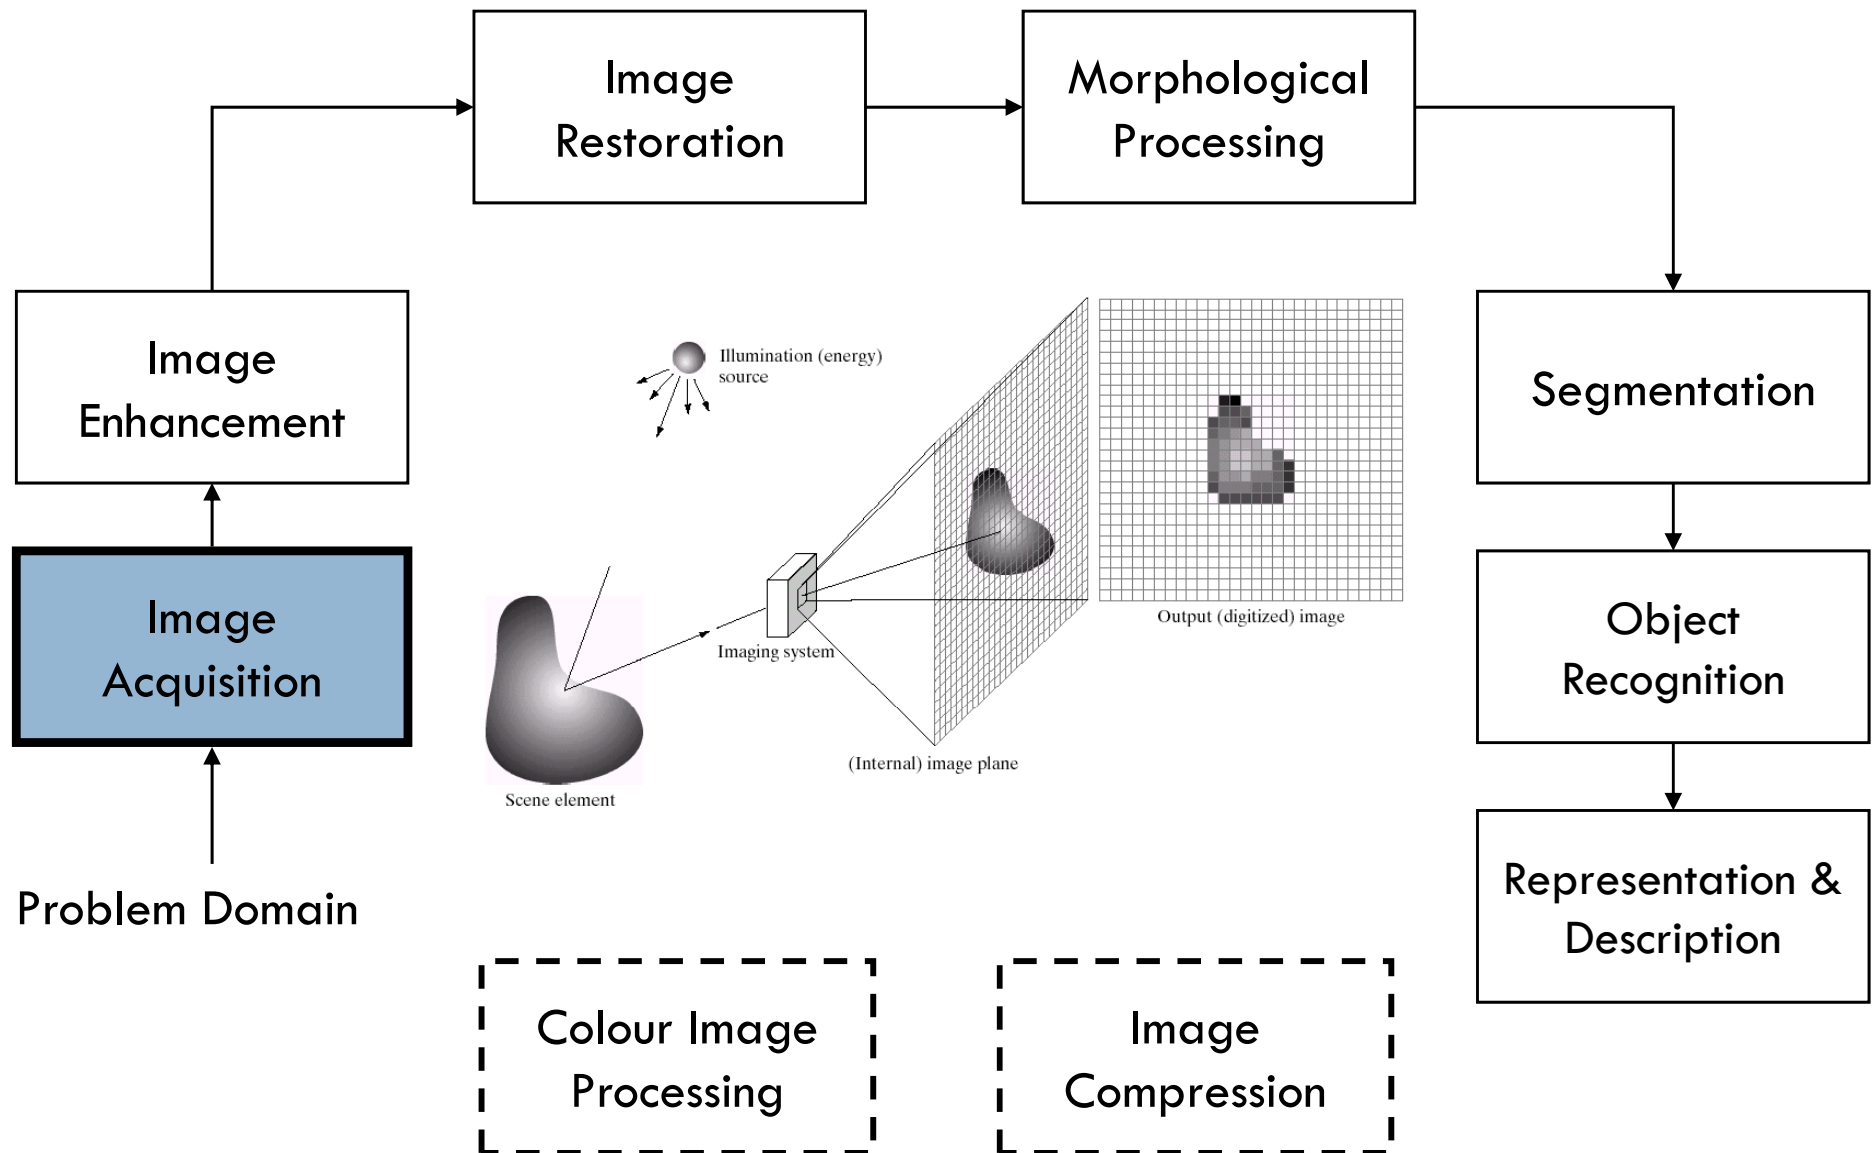 Image
Restoration
Morphological
Processing
Image
Enhancement
Illumination (energy)
source
Segmentation
Image
Acquisition
Imaging system
Output (digitized) image
Object
Recognition
(Internal) image plane
Scene element
Problem Domain
Representation &
Description
Colour Image
Processing
Image
Compression